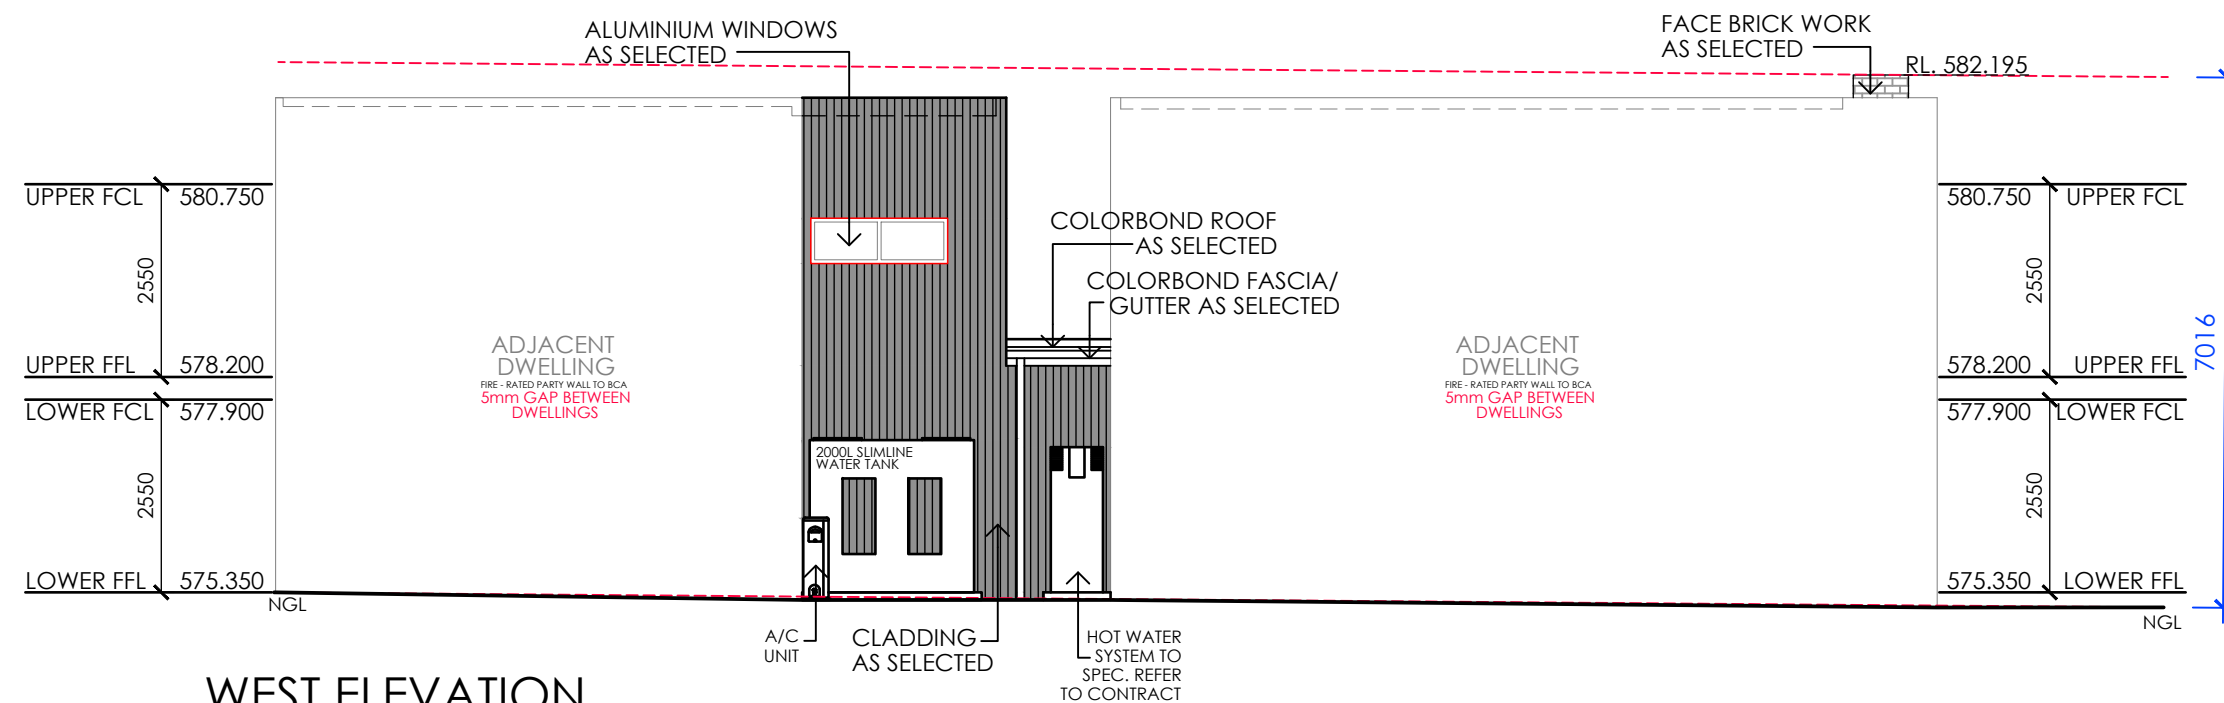 ALUMINIUM WINDOWS
AS SELECTED
FACE BRICK WORK
AS SELECTED
RL. 582.195
UPPER FCL 580.750
2550
UPPER FFL 578.200
LOWER FCL 577.900
2550
LOWER FFL 575.350
NGL
ADJACENT
DWELLING
FIRE - RATED PARTY WALL TO BCA
5mm GAP BETWEEN
DWELLINGS
COLORBOND ROOF
AS SELECTED
COLORBOND FASCIA/
GUTTER AS SELECTED
2000L SLIMLINE
WATER TANK
ADJACENT
DWELLING
FIRE - RATED PARTY WALL TO BCA
5mm GAP BETWEEN
DWELLINGS
580.750 UPPER FCL
2550
578.200 UPPER FFL
577.900 LOWER FCL
2550
575.350 LOWER FFL
NGL
7016
A/C
UNIT
CLADDING
AS SELECTED
HOT WATER
SYSTEM TO
SPEC. REFER
TO CONTRACT
WEST ELEVATION